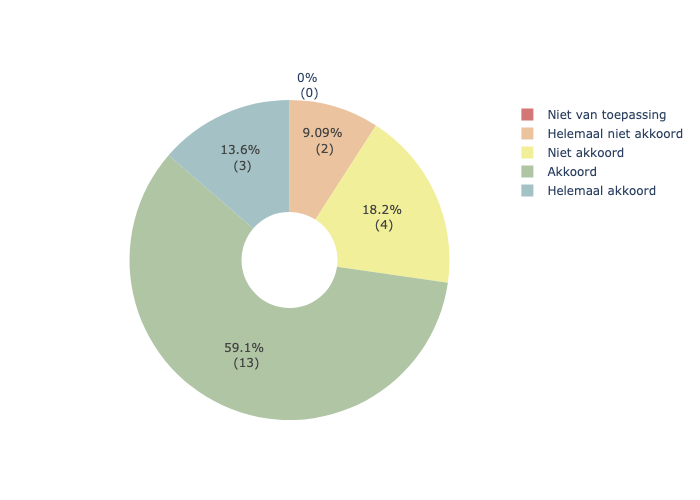 0%
(0)
9.09%
(2)
13.6%
(3)
18.2%
(4)
59.1%
(13)
Niet van toepassing
Helemaal niet akkoord
Niet akkoord
Akkoord
Helemaal akkoord